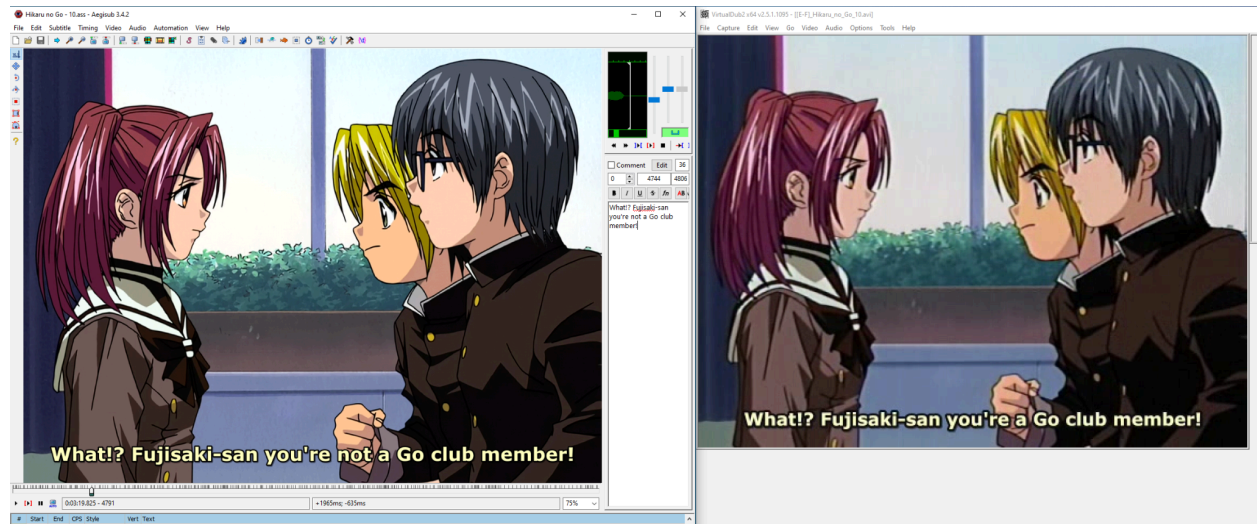 Hikaru no Go - 10.ass - Aegisub 3.4.2
File Edit Subtitle Timing Video Audio Automation View Help
What!? Fujisaki-san you're not a Go club member!
Comment Edit 36
0 4744 4806
B I U S fn AB
What!? Fujisaki-san
you're not a Go club
member!
0:03:19.825 - 4791
+1965ms; -635ms
75%
# Start End CPS Style Vert Text
VirtualDub2 x64 v2.5.1.1095 - [[E-F]_Hikaru_no_Go_10.avi]
File Capture Edit View Go Video Audio Options Tools Help
What!? Fujisaki-san you're a Go club member!